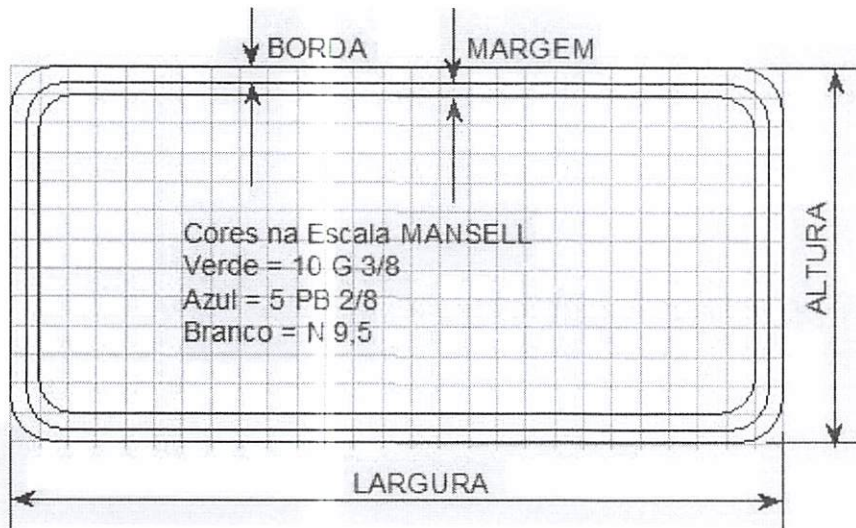 BORDA
MARGEM
Cores na Escala MANSELL
Verde = 10 G 3/8
Azul = 5 PB 2/8
Branco = N 9,5
ALTURA
LARGURA